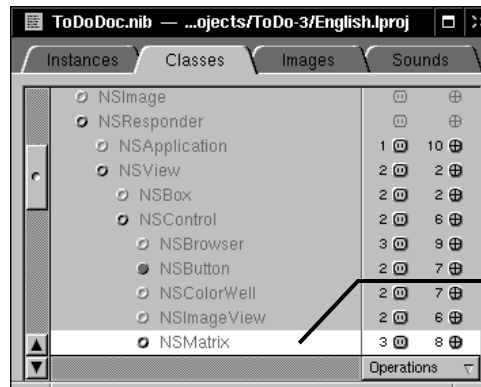 ToDoDoc.nib — ...ojects/ToDo-3/English.lproj
Instances Classes Images Sounds
NSImage
NSResponder
NSApplication 1 10
NSView 2 2
NSBox 2 2
NSControl 2 6
NSBrowser 3 9
NSButton 2 7
NSColorWell 2 7
NSImageView 2 6
NSMatrix 3 8
Operations